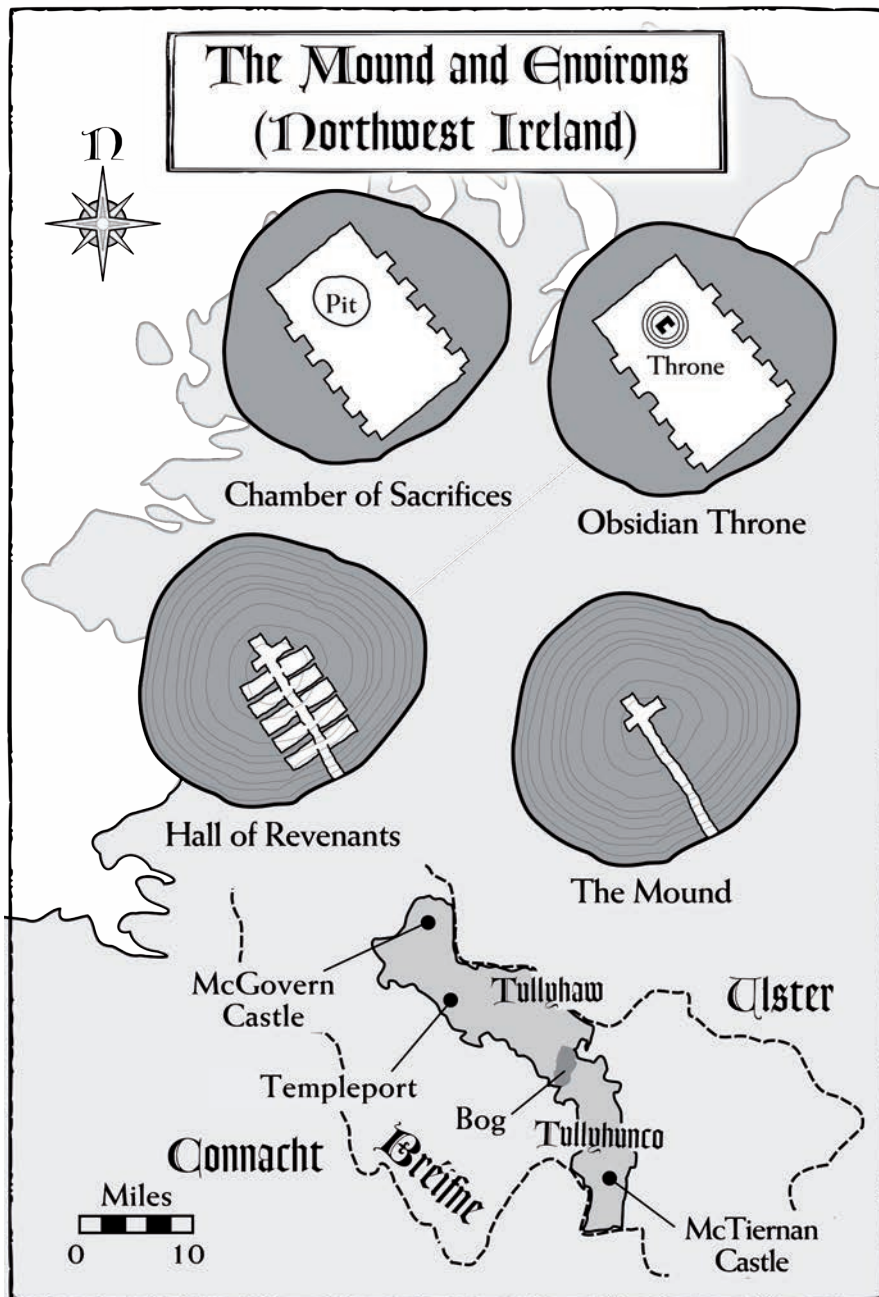 The Mound and Environs
(Northwest Ireland)
N
Pit
E
Throne
Chamber of Sacrifices
Obsidian Throne
Hall of Revenants
The Mound
McGovern
Castle
Tullyhaw
Ulster
Templeport
Bog
Tullyhunco
Connacht
Breifne
Miles
0 10
McTiernan
Castle